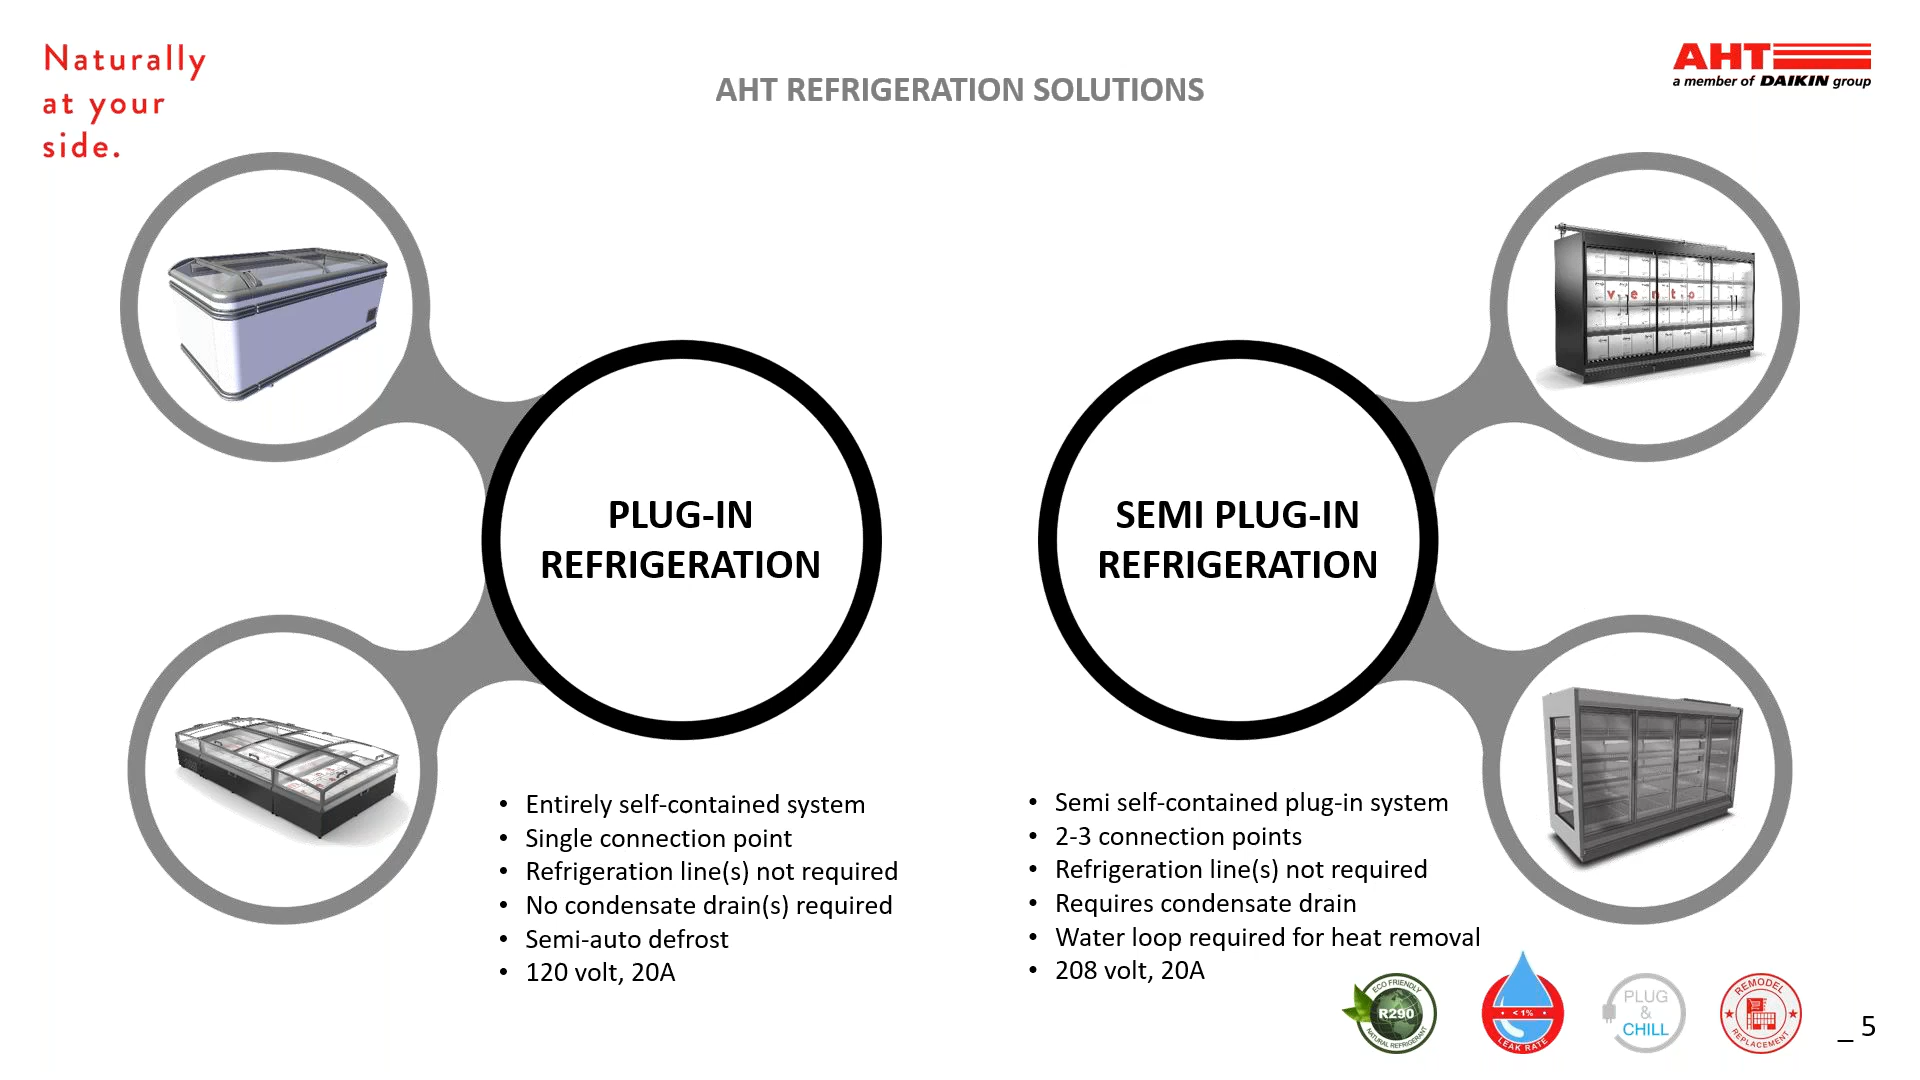 Naturally
at your
side.
AHT REFRIGERATION SOLUTIONS
AHT
a member of DAIKIN group
vento
PLUG-IN
REFRIGERATION
SEMI PLUG-IN
REFRIGERATION
• Entirely self-contained system
• Single connection point
• Refrigeration line(s) not required
• No condensate drain(s) required
• Semi-auto defrost
• 120 volt, 20A
• Semi self-contained plug-in system
• 2-3 connection points
• Refrigeration line(s) not required
• Requires condensate drain
• Water loop required for heat removal
• 208 volt, 20A
ECO FRIENDLY
R290
NATURAL REFRIGERANT
<1%
LEAK RATE
PLUG
&
CHILL
REMODEL
REPLACEMENT
_ 5